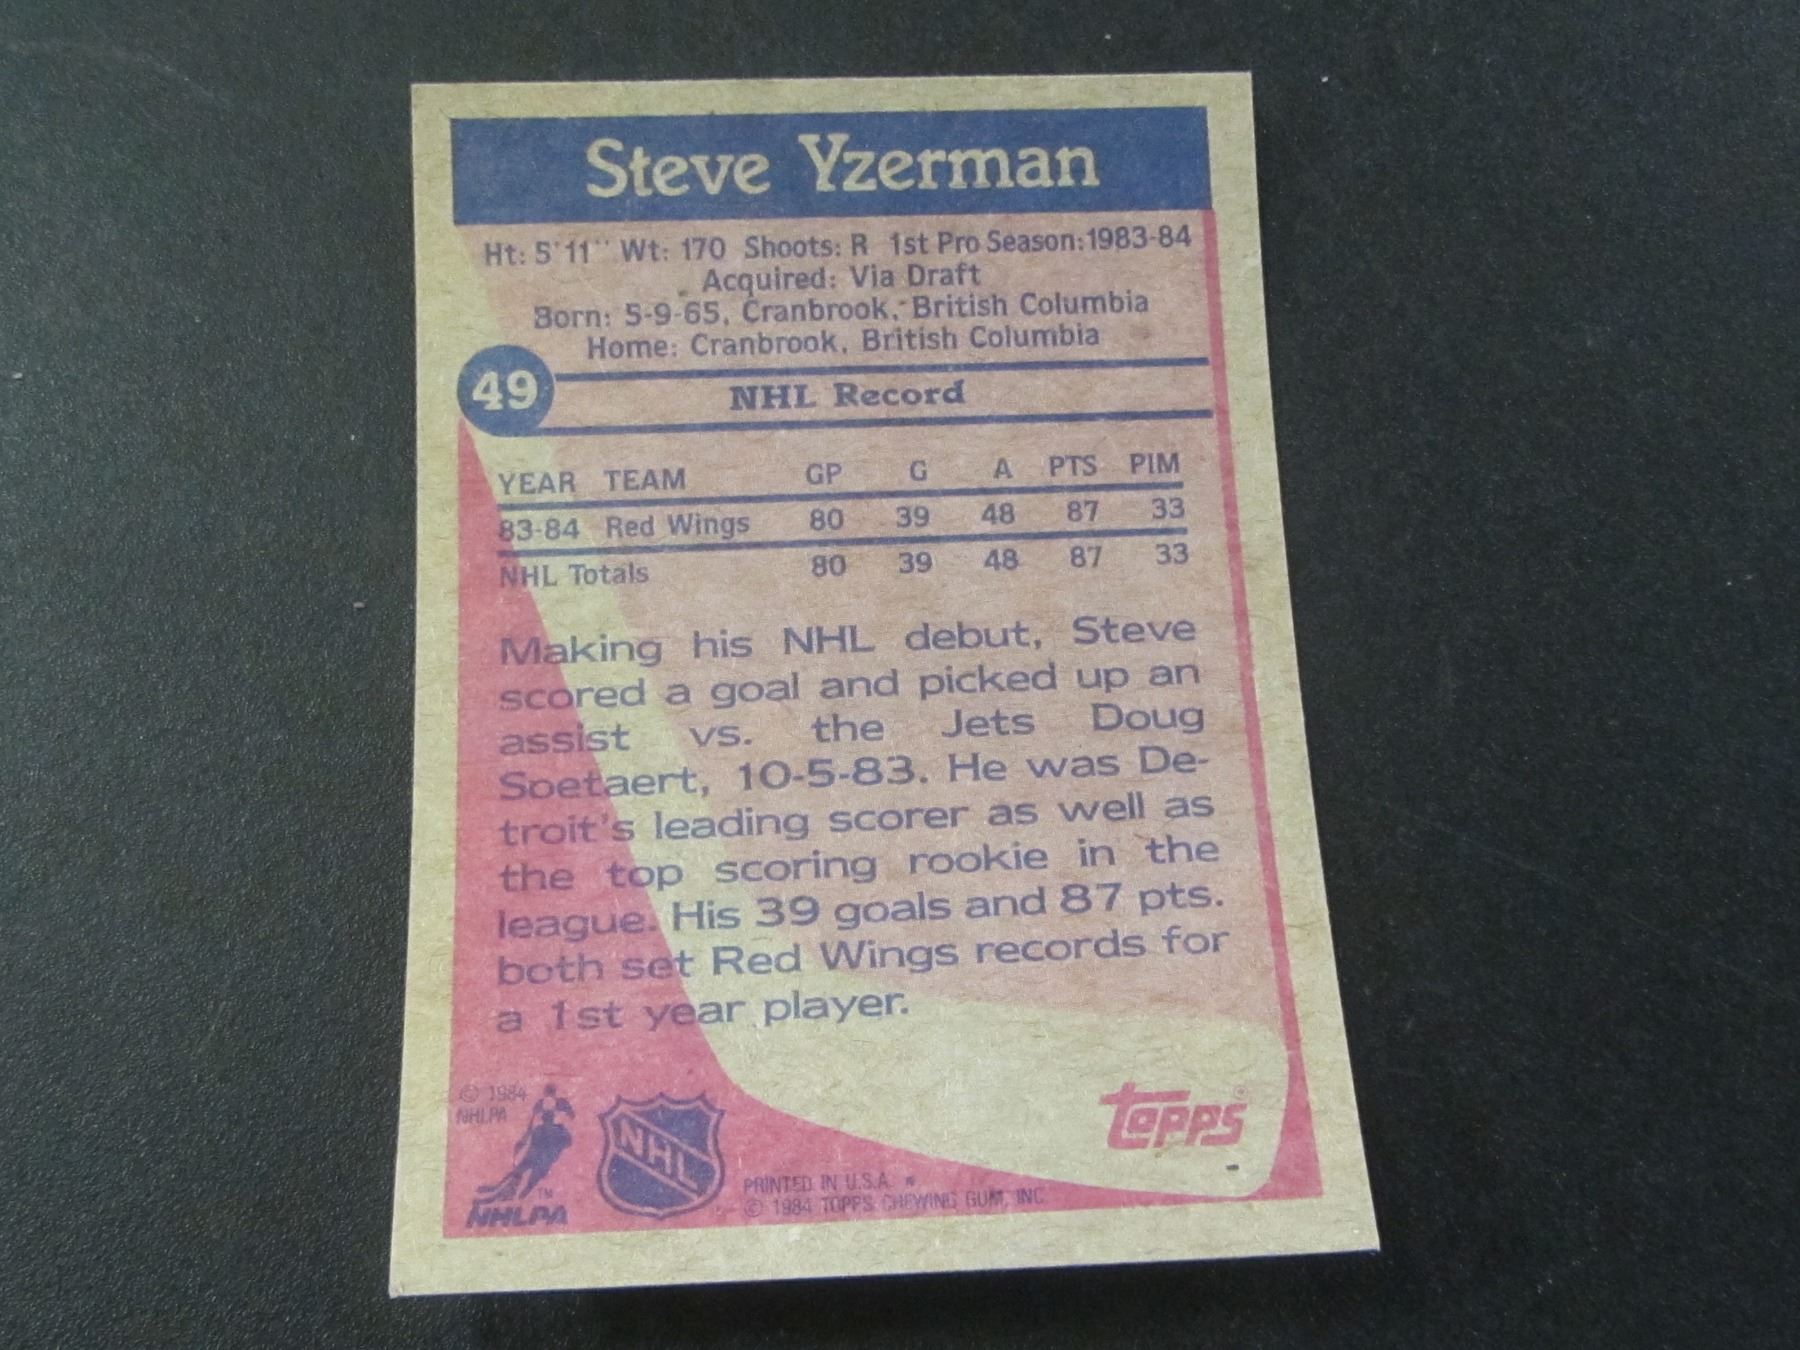 Steve Yzerman
Ht: 5'11" Wt: 170 Shoots: R 1st Pro Season: 1983-84
Acquired: Via Draft
Born: 5-9-65, Cranbrook, British Columbia
Home: Cranbrook, British Columbia
49
NHL Record
YEAR TEAM GP G A PTS PIM
83-84 Red Wings 80 39 48 87 33
NHL Totals 80 39 48 87 33
Making his NHL debut, Steve
scored a goal and picked up an
assist vs. the Jets Doug
Soetaert, 10-5-83. He was De-
troit's leading scorer as well as
the top scoring rookie in the
league. His 39 goals and 87 pts.
both set Red Wings records for
a 1st year player.
© 1984
NHLPA
TM
NHLPA
NHL
PRINTED IN U.S.A. *
© 1984 TOPPS CHEWING GUM, INC.
topps®